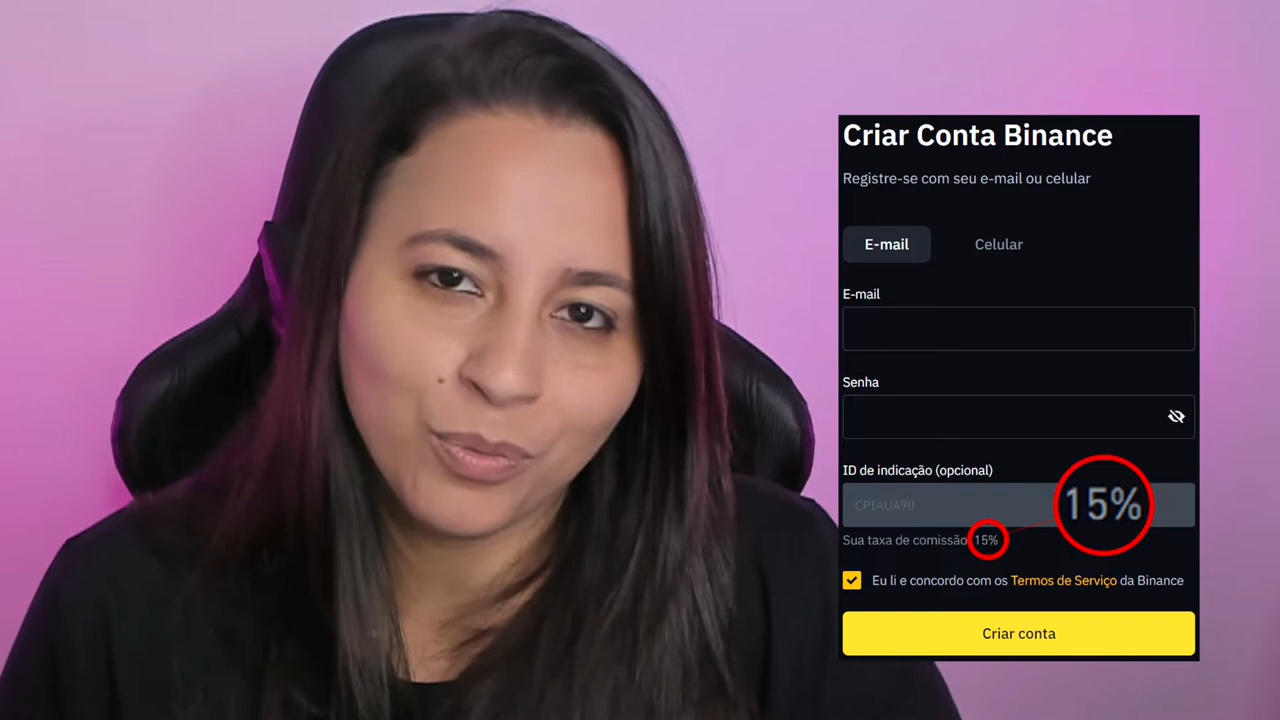 Criar Conta Binance
Registre-se com seu e-mail ou celular
E-mail
Celular
E-mail
Senha
ID de indicação (opcional)
CPIAUA90
15%
Sua taxa de comissão 15%
Eu li e concordo com os Termos de Serviço da Binance
Criar conta